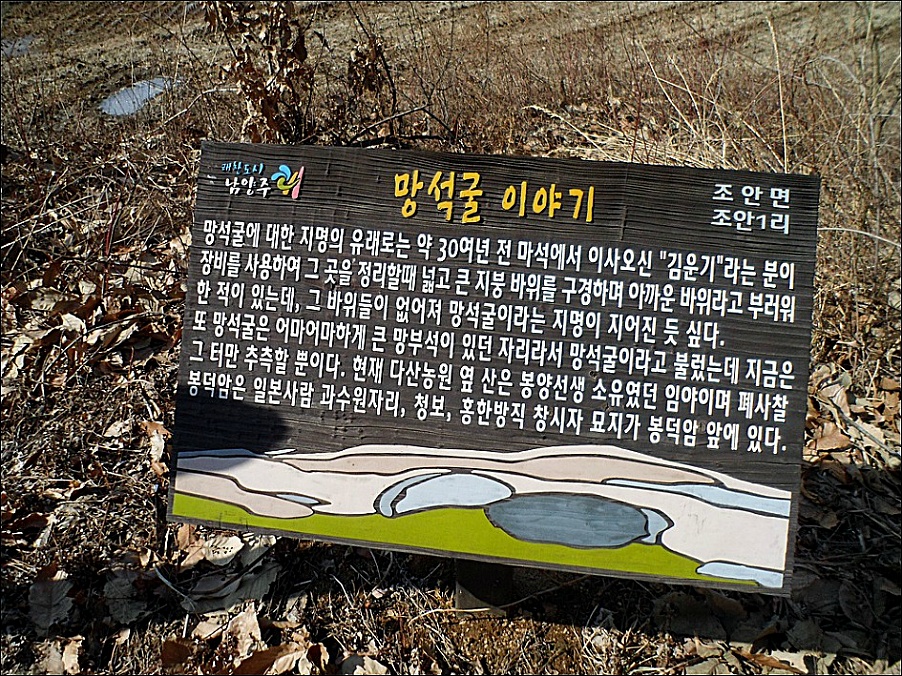 쾌한도시
남양주
망석굴 이야기
조안면
조안1리
망석굴에 대한 지명의 유래로는 약 30여년 전 마석에서 이사오신 "김운기"라는 분이
장비를 사용하여 그 곳을 정리할때 넓고 큰 지붕 바위를 구경하며 아까운 바위라고 부러워
한 적이 있는데, 그 바위들이 없어져 망석굴이라는 지명이 지어진 듯 싶다.
또 망석굴은 어마어마하게 큰 망부석이 있던 자리라서 망석굴이라고 불렀는데 지금은
그 터만 추측할 뿐이다. 현재 다산농원 옆 산은 봉양선생 소유였던 임야이며 폐사찰
봉덕암은 일본사람 과수원자리, 청보, 흥한방직 창시자 묘지가 봉덕암 앞에 있다.